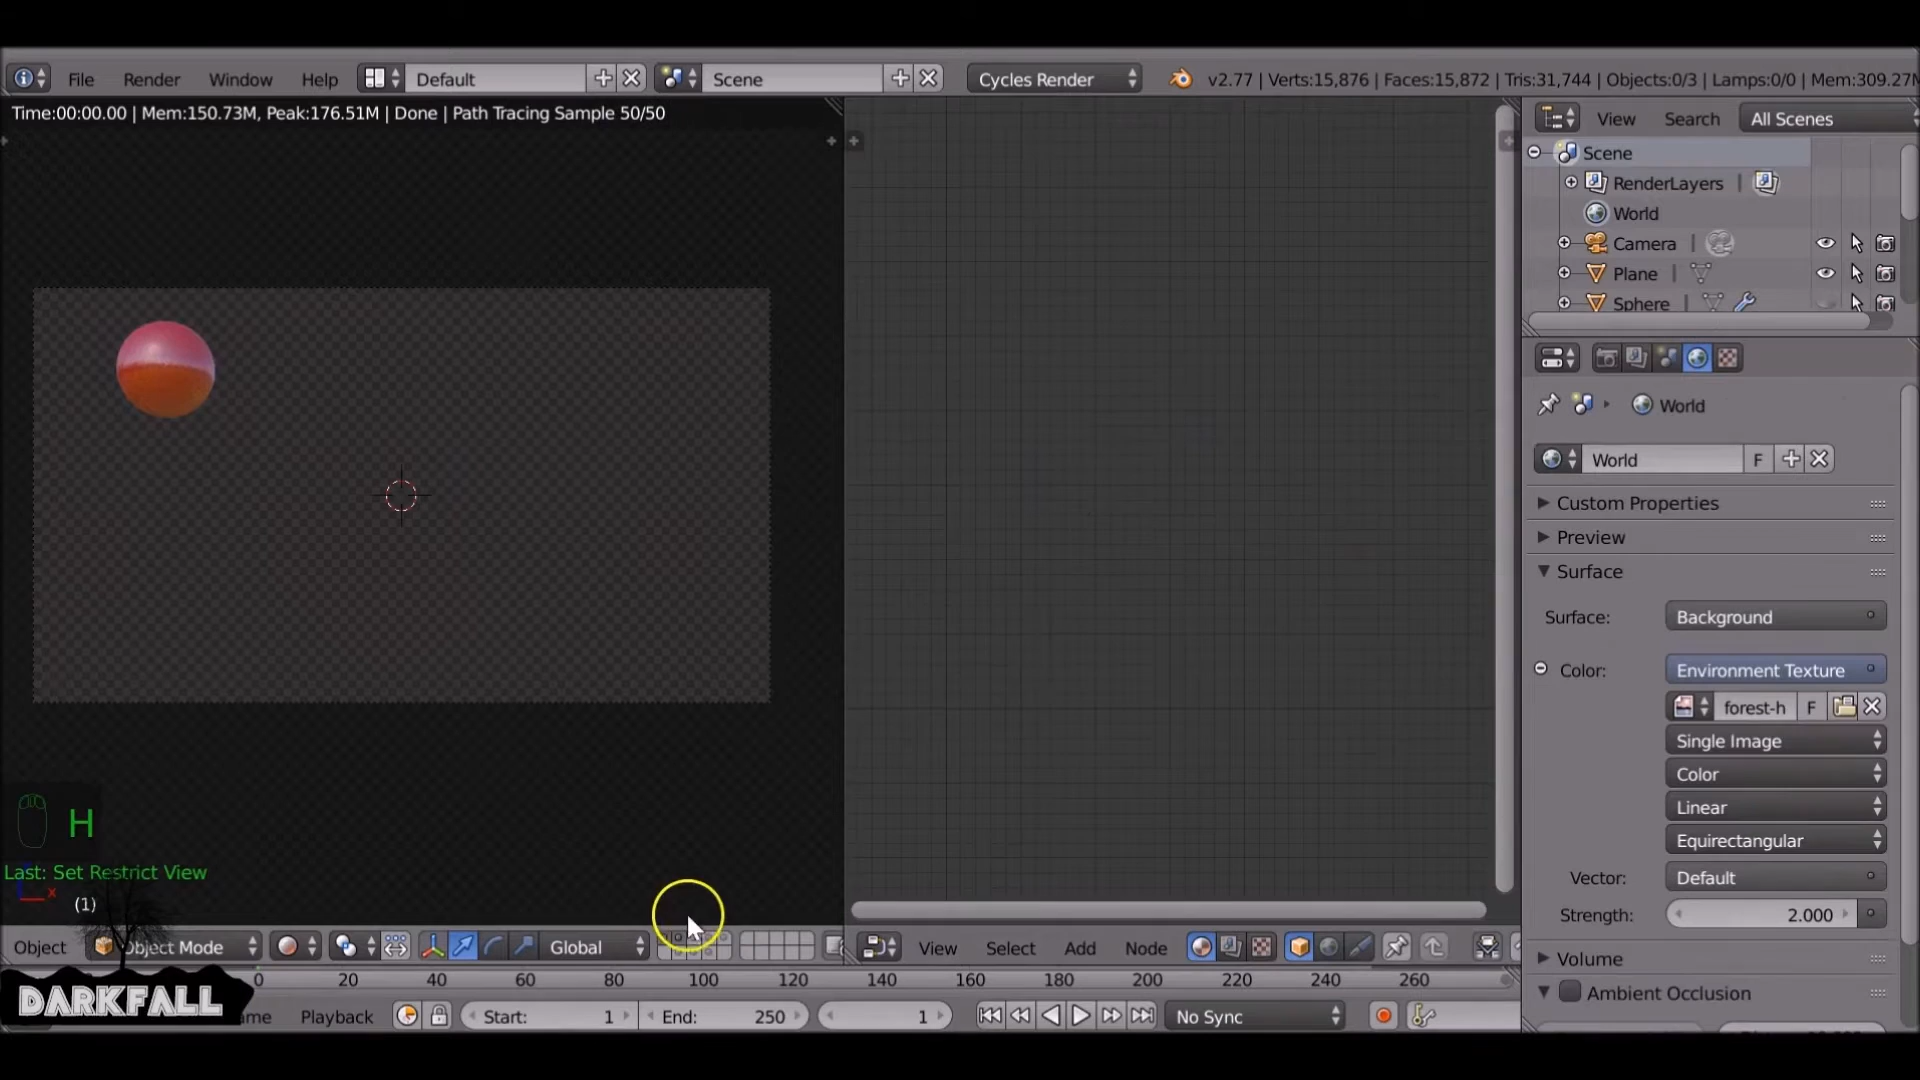 File Render Window Help Default Scene Cycles Render v2.77 | Verts:15,876 | Faces:15,872 | Tris:31,744 | Objects:0/3 | Lamps:0/0 | Mem:309.27M
Time:00:00.00 | Mem:150.73M, Peak:176.51M | Done | Path Tracing Sample 50/50
View Search All Scenes
Scene
RenderLayers
World
Camera
Plane
Sphere
World
World F
Custom Properties
Preview
Surface
Surface: Background
Color: Environment Texture
forest-h F
Single Image
Color
Linear
Equirectangular
Vector: Default
Strength: 2.000
Volume
Ambient Occlusion
H
Last: Set Restrict View
x
(1)
Object Object Mode Global
View Select Add Node
20 40 60 80 100 120 140 160 180 200 220 240 260
DARKFALL
ame Playback Start: 1 End: 250 1 No Sync